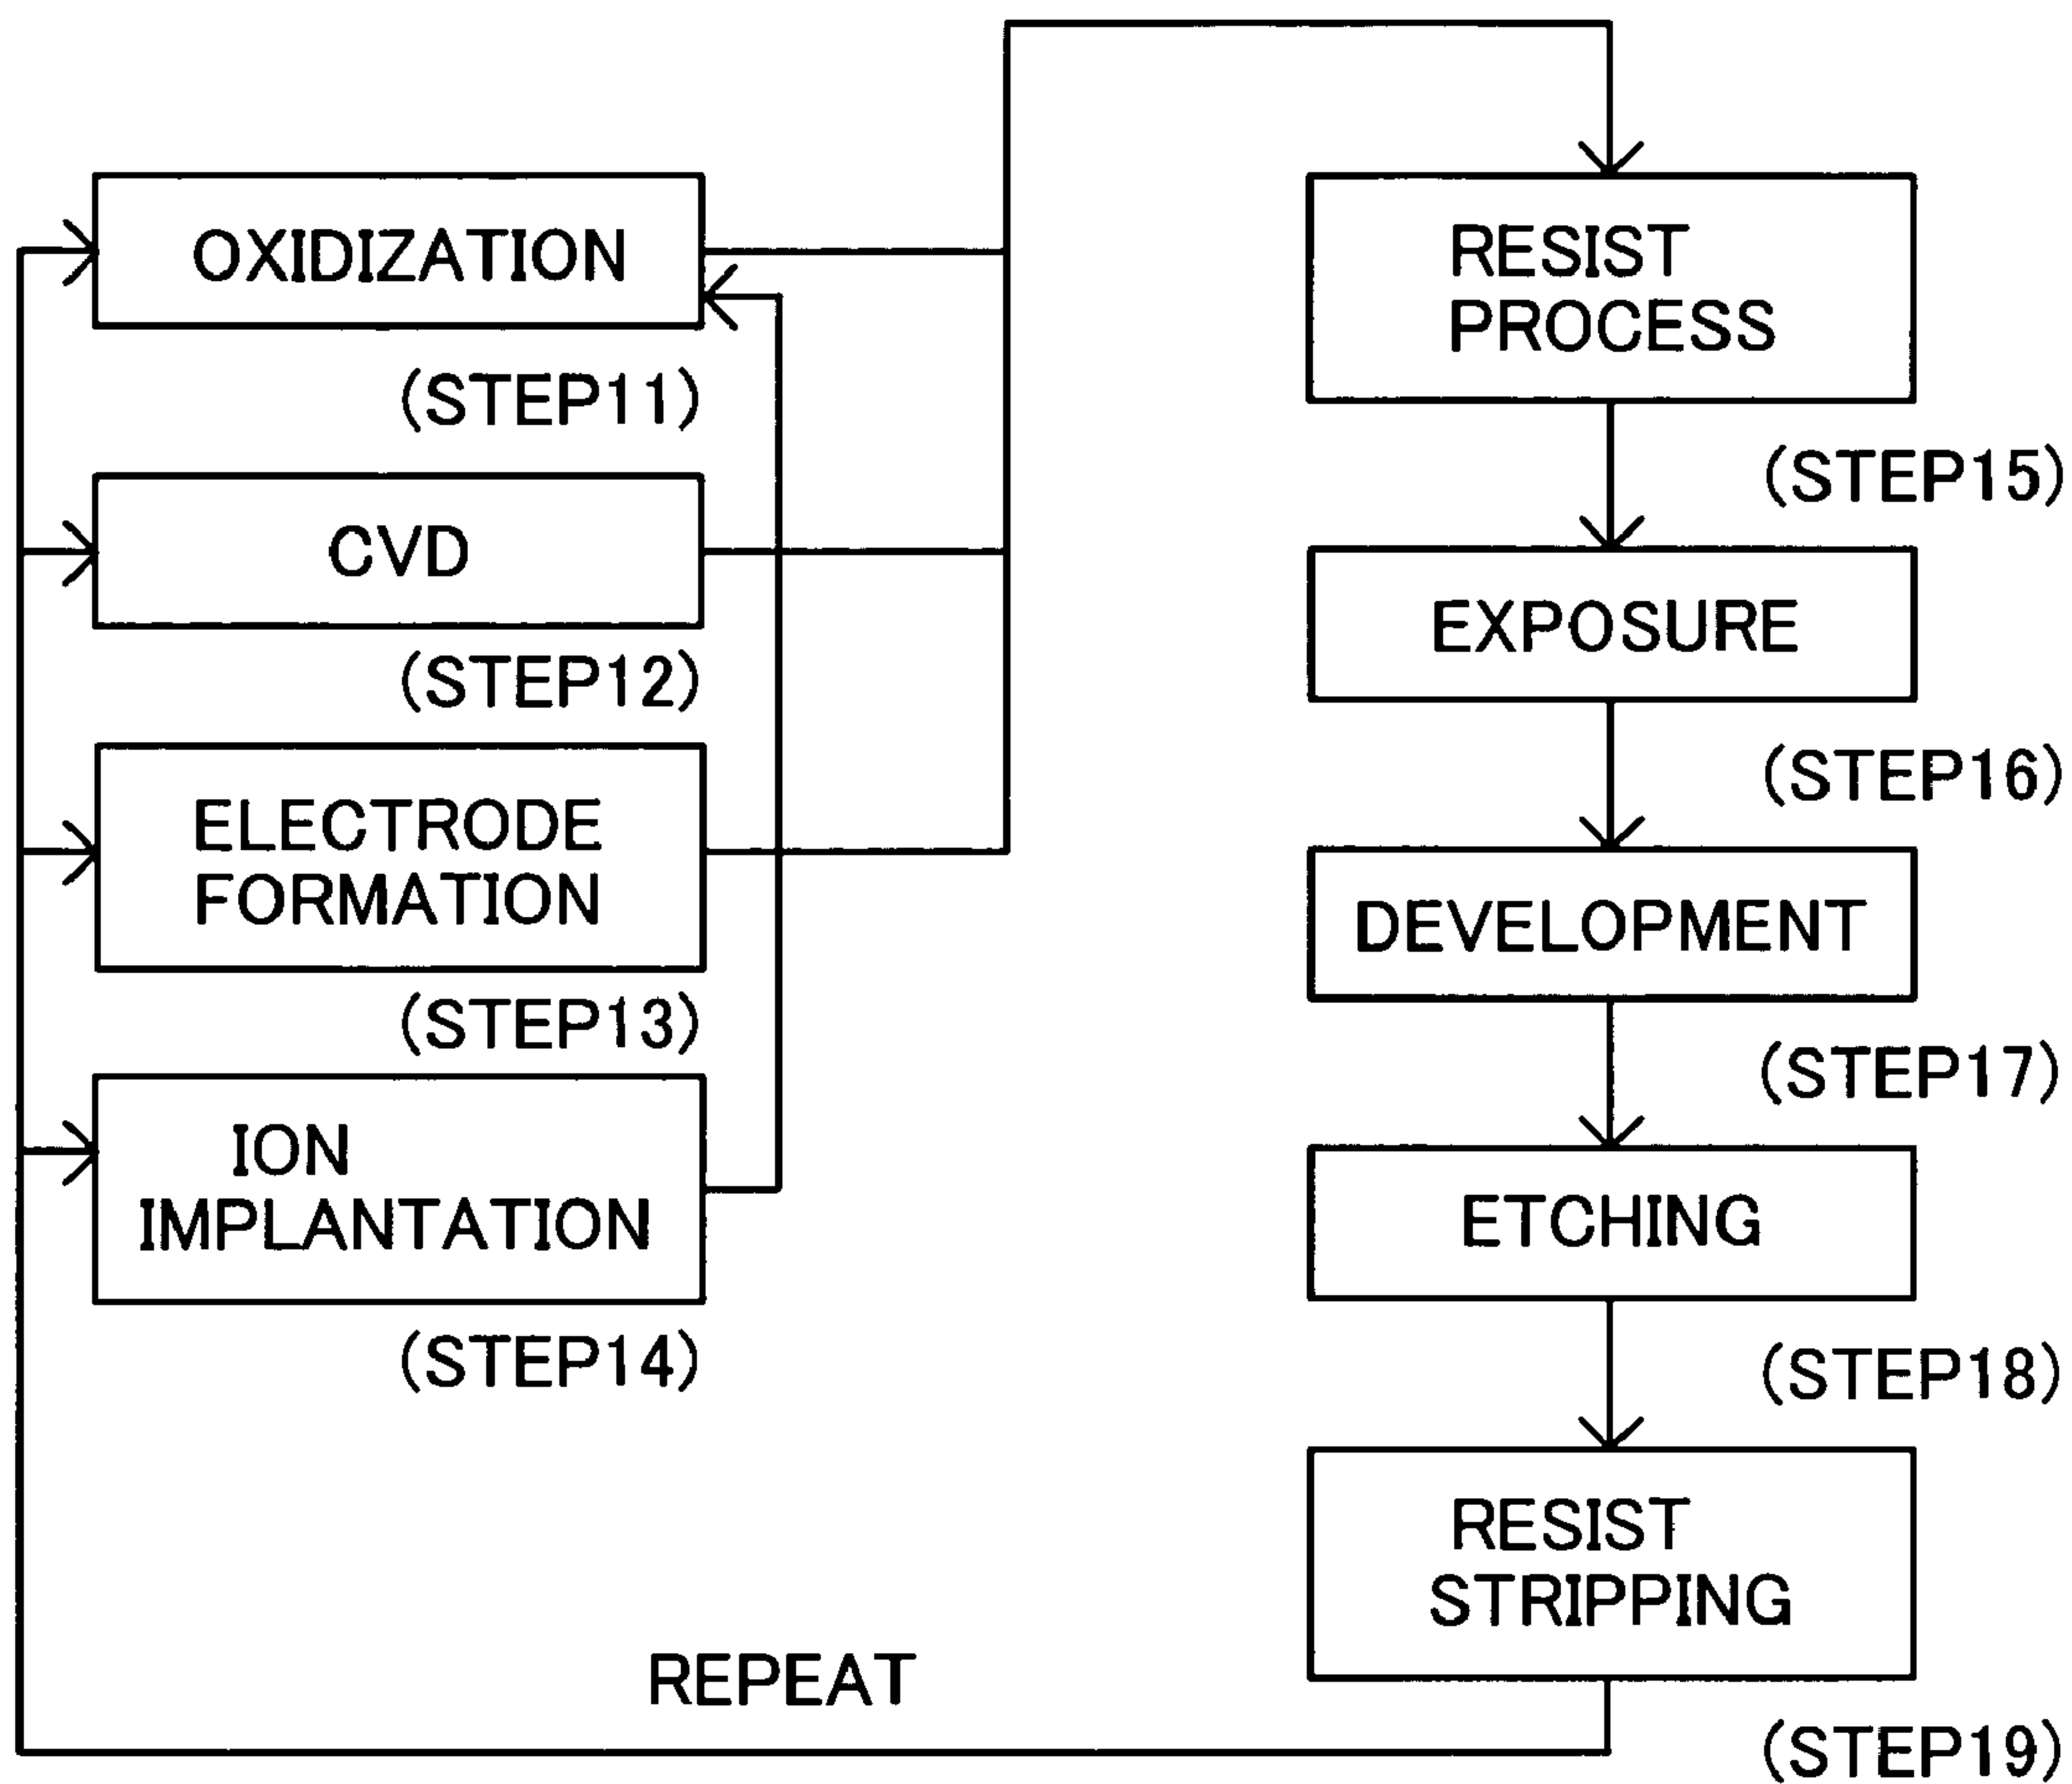 OXIDIZATION
(STEP11)
CVD
(STEP12)
ELECTRODE
FORMATION
(STEP13)
ION
IMPLANTATION
(STEP14)
RESIST
PROCESS
(STEP15)
EXPOSURE
(STEP16)
DEVELOPMENT
(STEP17)
ETCHING
(STEP18)
RESIST
STRIPPING
(STEP19)
REPEAT